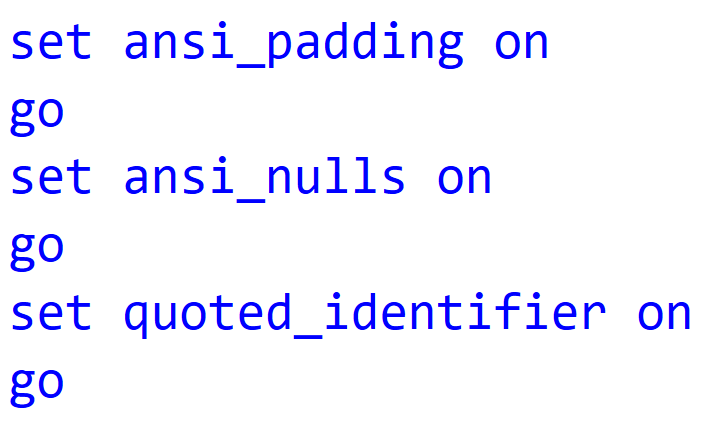 set ansi_padding on
go
set ansi_nulls on
go
set quoted_identifier on
go